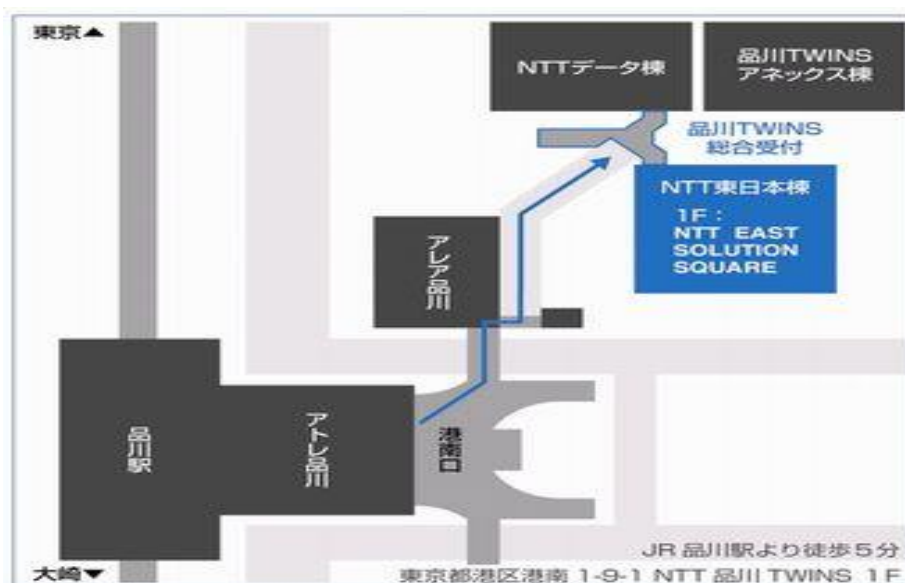 東京▲
NTTデータ棟
品川TWINS
アネックス棟
品川TWINS
総合受付
NTT東日本棟
1F：
NTT EAST
SOLUTION
SQUARE
アレア品川
品川駅
アトレ品川
港南口
JR 品川駅より徒歩5分
大崎▼
東京都港区港南 1-9-1 NTT 品川 TWINS 1F